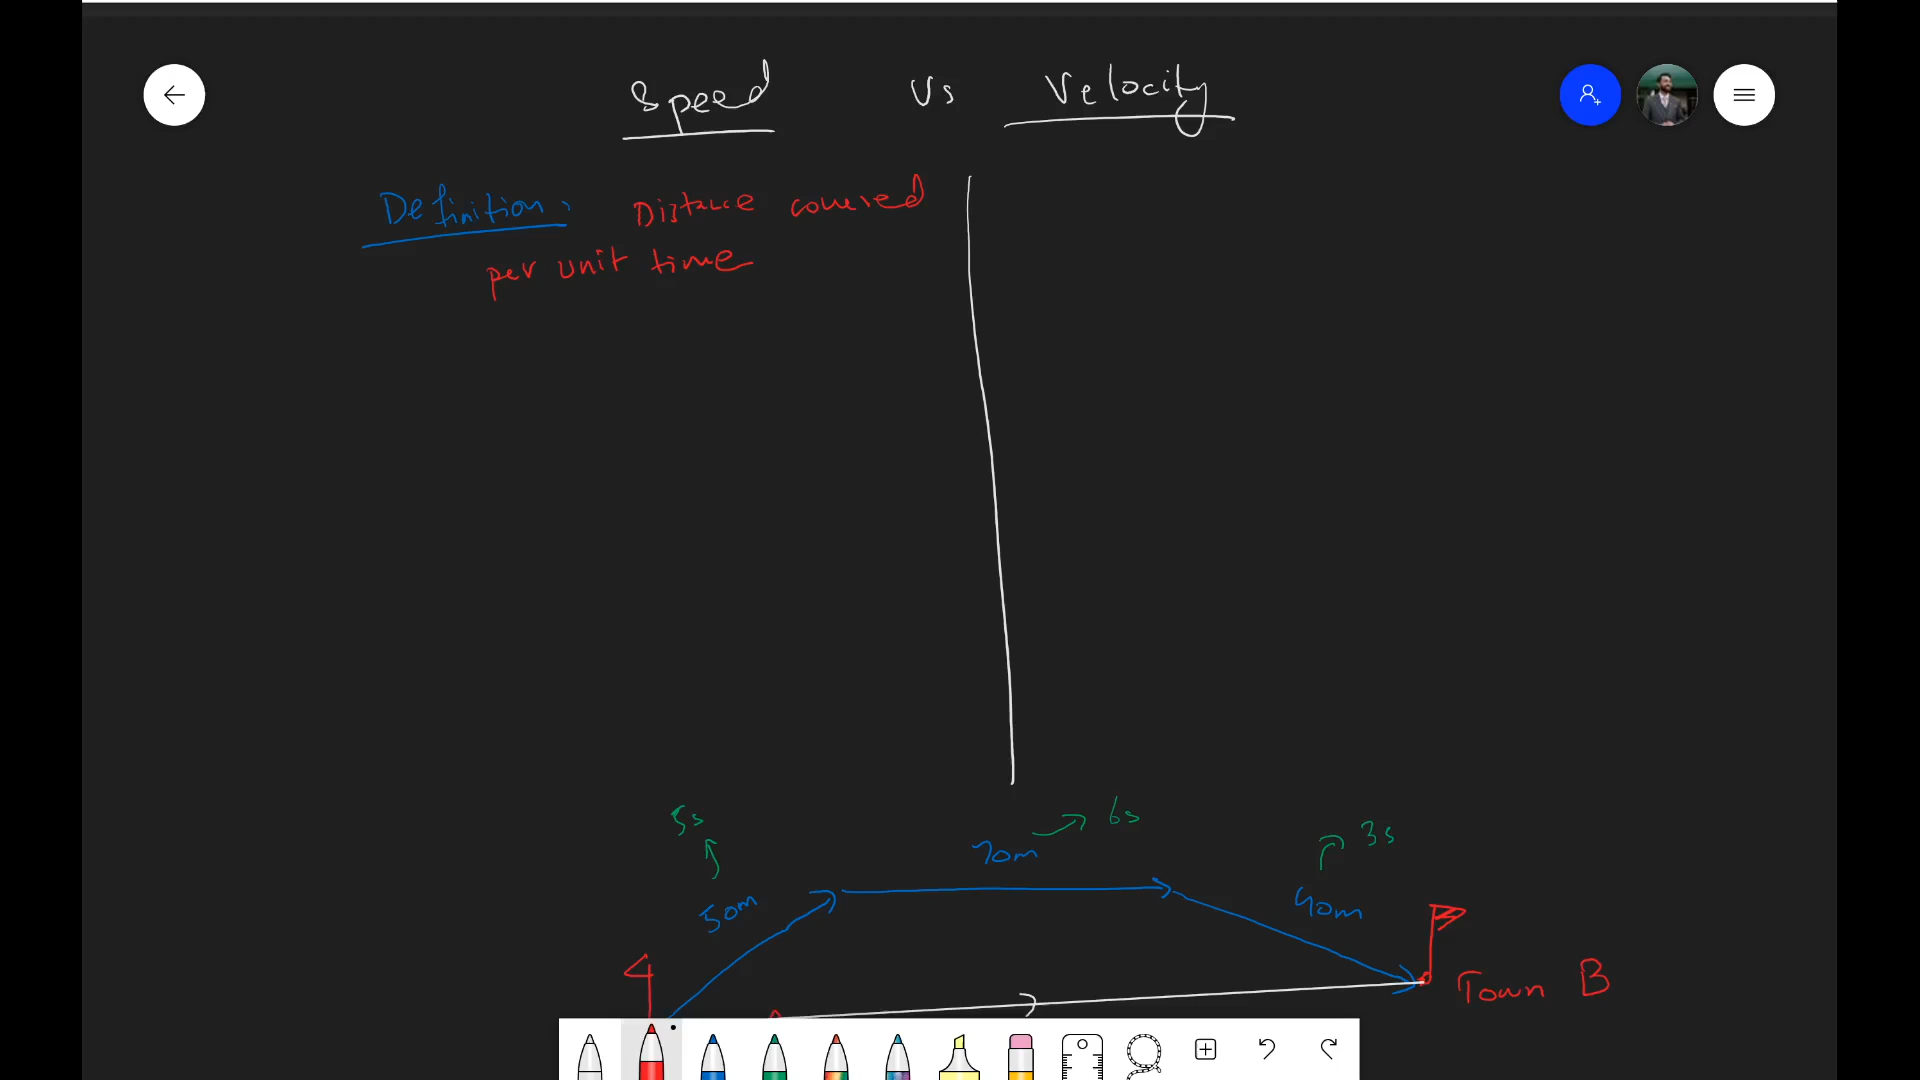 Speed Vs Velocity
Definition: Distance covered
per unit time
5s
6s
3s
70m
50m
40m
Town B